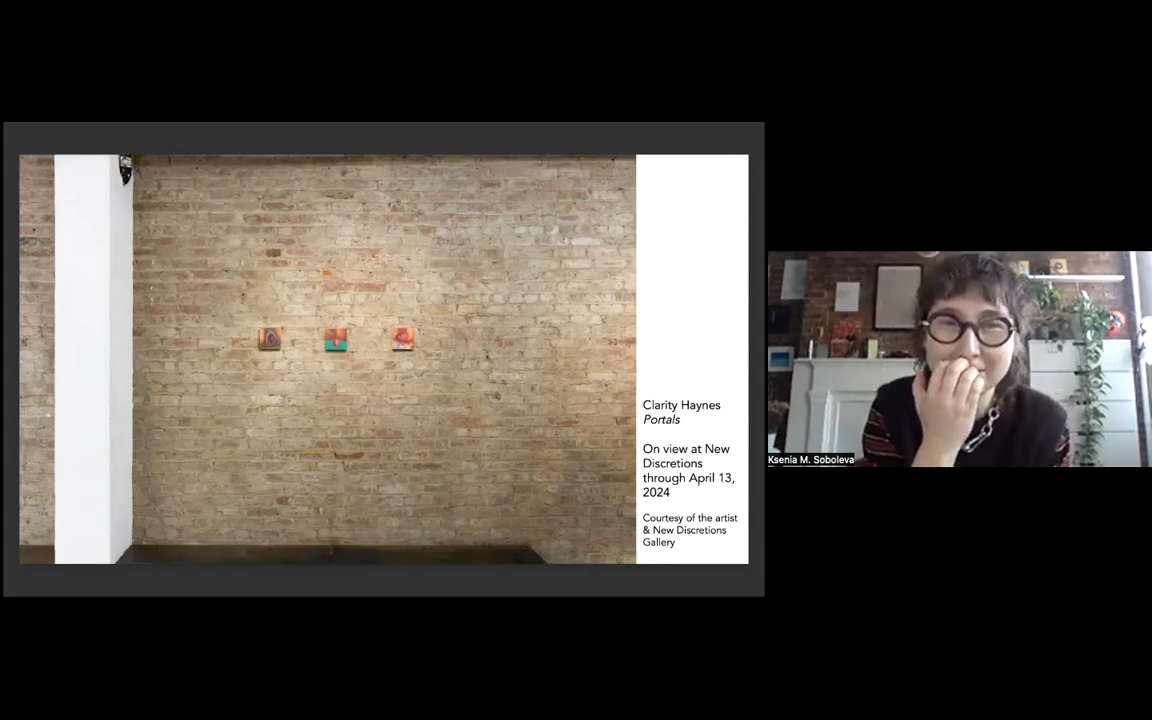 Clarity Haynes
Portals
On view at New
Discretions
through April 13,
2024
Courtesy of the artist
& New Discretions
Gallery
Ksenia M. Soboleva